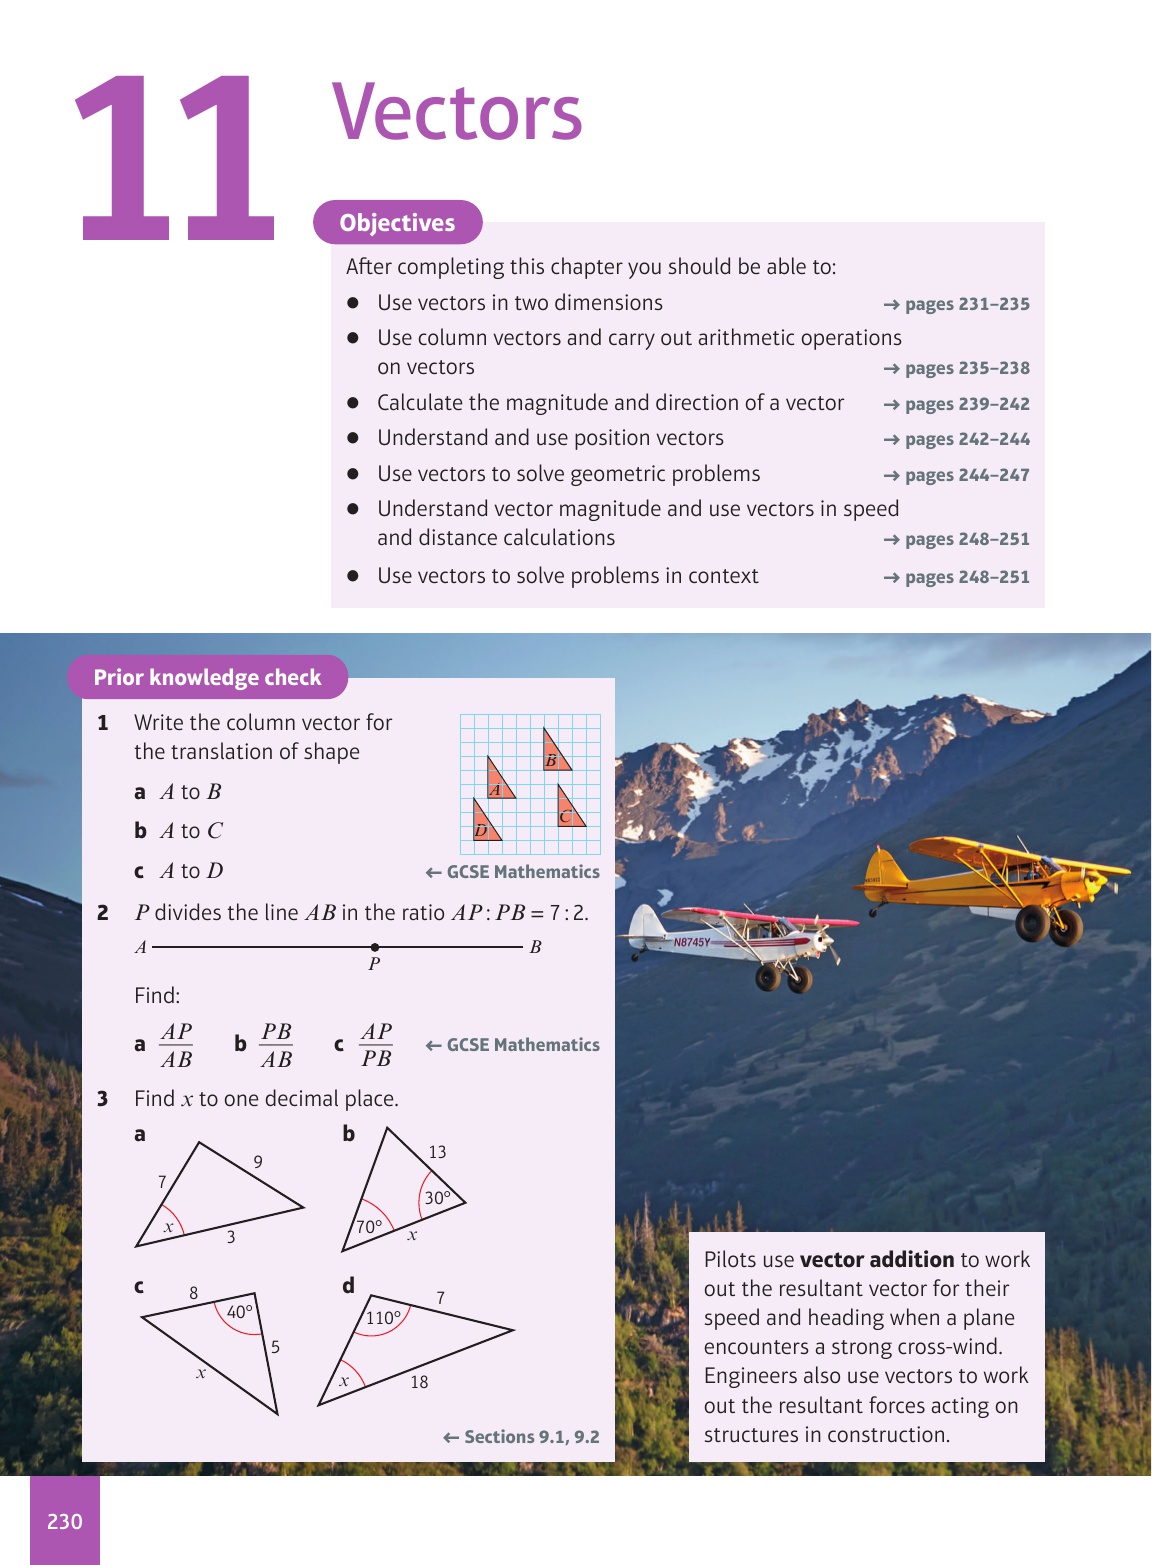 11
Vectors
Objectives
After completing this chapter you should be able to:
● Use vectors in two dimensions → pages 231–235
● Use column vectors and carry out arithmetic operations
on vectors → pages 235–238
● Calculate the magnitude and direction of a vector → pages 239–242
● Understand and use position vectors → pages 242–244
● Use vectors to solve geometric problems → pages 244–247
● Understand vector magnitude and use vectors in speed
and distance calculations → pages 248–251
● Use vectors to solve problems in context → pages 248–251
Prior knowledge check
1 Write the column vector for
the translation of shape
a A to B
b A to C
c A to D
B
A
C
D
← GCSE Mathematics
2 P divides the line AB in the ratio AP : PB = 7 : 2.
A B
P
Find:
a AP/AB b PB/AB c AP/PB ← GCSE Mathematics
3 Find x to one decimal place.
a
7
9
x
3
b
13
30°
70°
x
c
8
40°
5
x
d
7
110°
x
18
← Sections 9.1, 9.2
N8745Y
Pilots use vector addition to work
out the resultant vector for their
speed and heading when a plane
encounters a strong cross-wind.
Engineers also use vectors to work
out the resultant forces acting on
structures in construction.
230